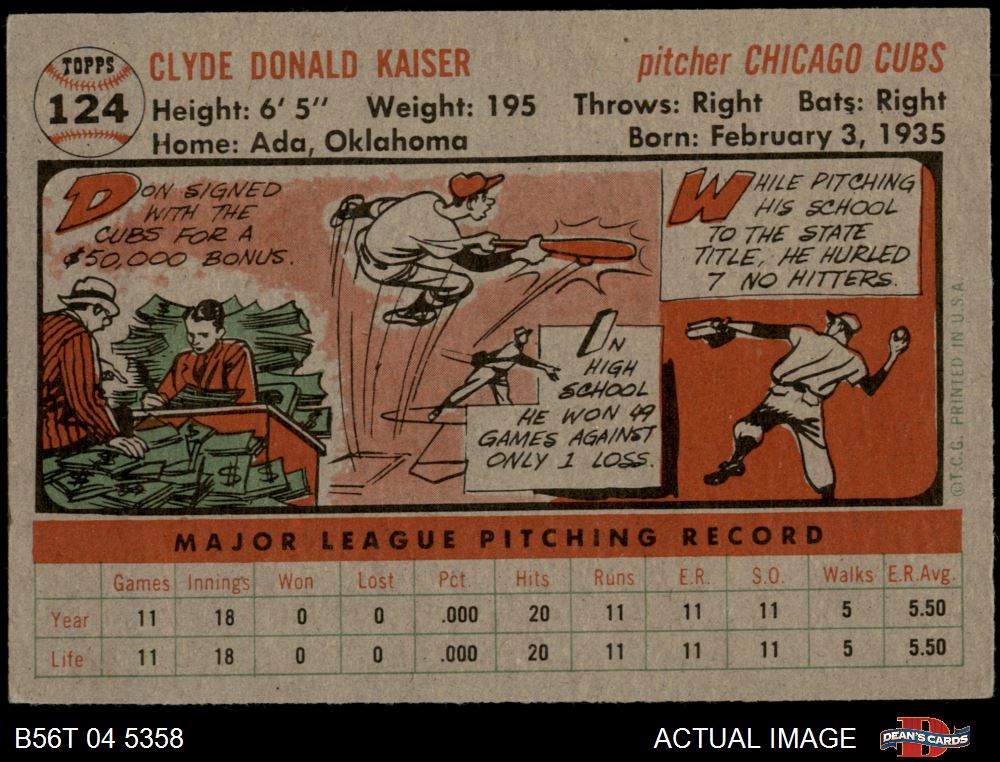 TOPPS
124
CLYDE DONALD KAISER
pitcher CHICAGO CUBS
Height: 6' 5" Weight: 195 Throws: Right Bats: Right
Home: Ada, Oklahoma Born: February 3, 1935
DON SIGNED
WITH THE
CUBS FOR A
$50,000 BONUS.
IN
HIGH
SCHOOL
HE WON 49
GAMES AGAINST
ONLY 1 LOSS.
WHILE PITCHING
HIS SCHOOL
TO THE STATE
TITLE, HE HURLED
7 NO HITTERS.
©T.C.G. PRINTED IN U.S.A.
MAJOR LEAGUE PITCHING RECORD
Games Innings Won Lost Pct. Hits Runs E.R. S.O. Walks E.R.Avg.
Year 11 18 0 0 .000 20 11 11 11 5 5.50
Life 11 18 0 0 .000 20 11 11 11 5 5.50
B56T 04 5358
ACTUAL IMAGE
D
DEAN'S CARDS